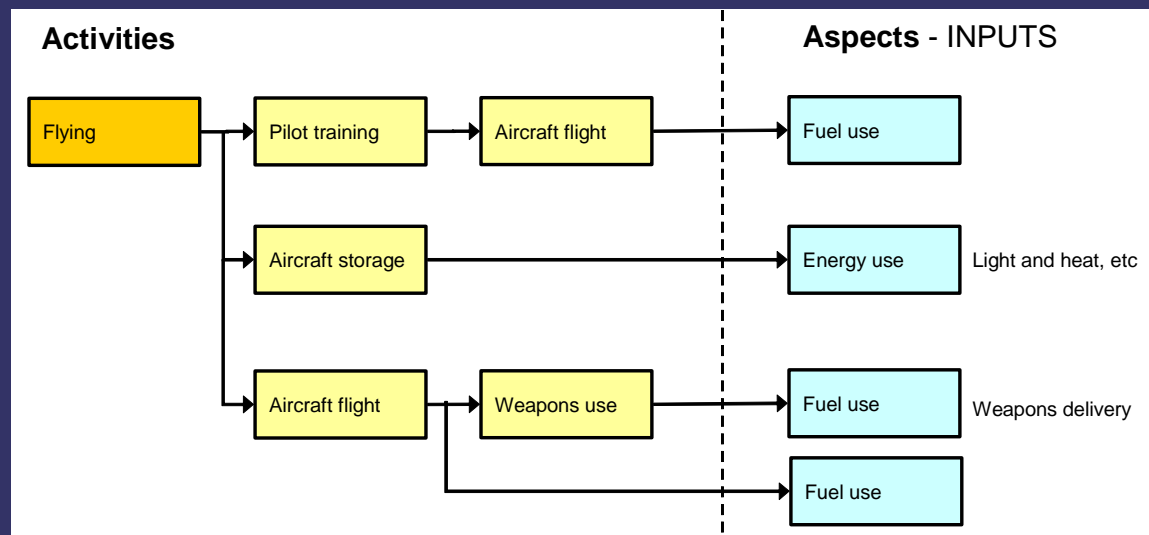 Activities
Aspects - INPUTS
Flying
Pilot training
Aircraft flight
Fuel use
Aircraft storage
Energy use
Light and heat, etc
Aircraft flight
Weapons use
Fuel use
Weapons delivery
Fuel use